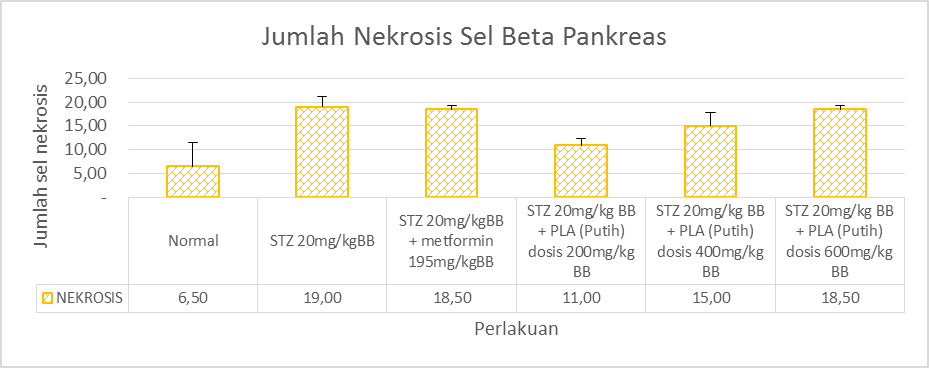 Jumlah Nekrosis Sel Beta Pankreas
Jumlah sel nekrosis
25,00
20,00
15,00
10,00
5,00
-
Normal
STZ 20mg/kgBB
STZ 20mg/kgBB
+ metformin
195mg/kgBB
STZ 20mg/kg BB
+ PLA (Putih)
dosis 200mg/kg
BB
STZ 20mg/kg BB
+ PLA (Putih)
dosis 400mg/kg
BB
STZ 20mg/kg BB
+ PLA (Putih)
dosis 600mg/kg
BB
NEKROSIS 6,50 19,00 18,50 11,00 15,00 18,50
Perlakuan